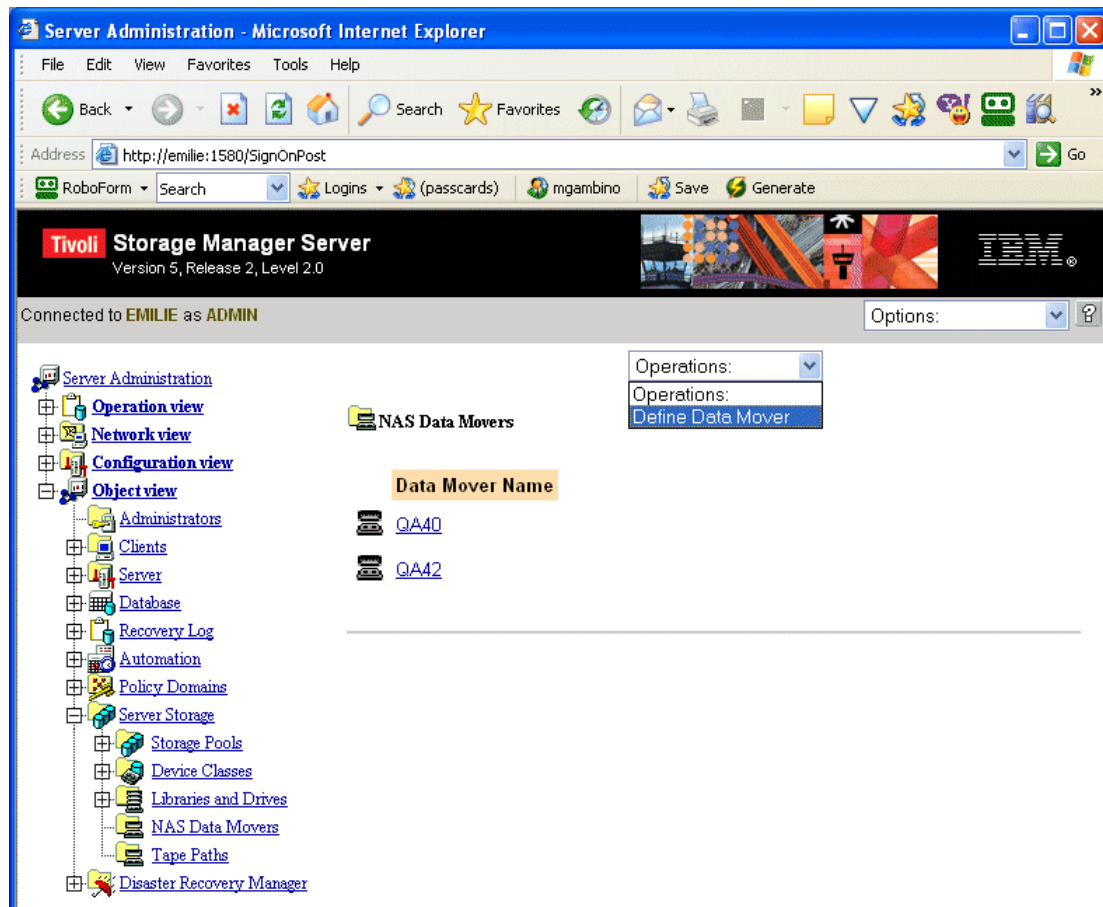 Server Administration - Microsoft Internet Explorer
File Edit View Favorites Tools Help
Back Search Favorites »
Address http://emilie:1580/SignOnPost Go
RoboForm Search Logins (passcards) mgambino Save Generate
Tivoli Storage Manager Server
Version 5, Release 2, Level 2.0
IBM®
Connected to EMILIE as ADMIN Options: ?
Operations:
Operations:
Define Data Mover
Server Administration
Operation view
Network view
Configuration view
Object view
Administrators
Clients
Server
Database
Recovery Log
Automation
Policy Domains
Server Storage
Storage Pools
Device Classes
Libraries and Drives
NAS Data Movers
Tape Paths
Disaster Recovery Manager
NAS Data Movers
Data Mover Name
QA40
QA42